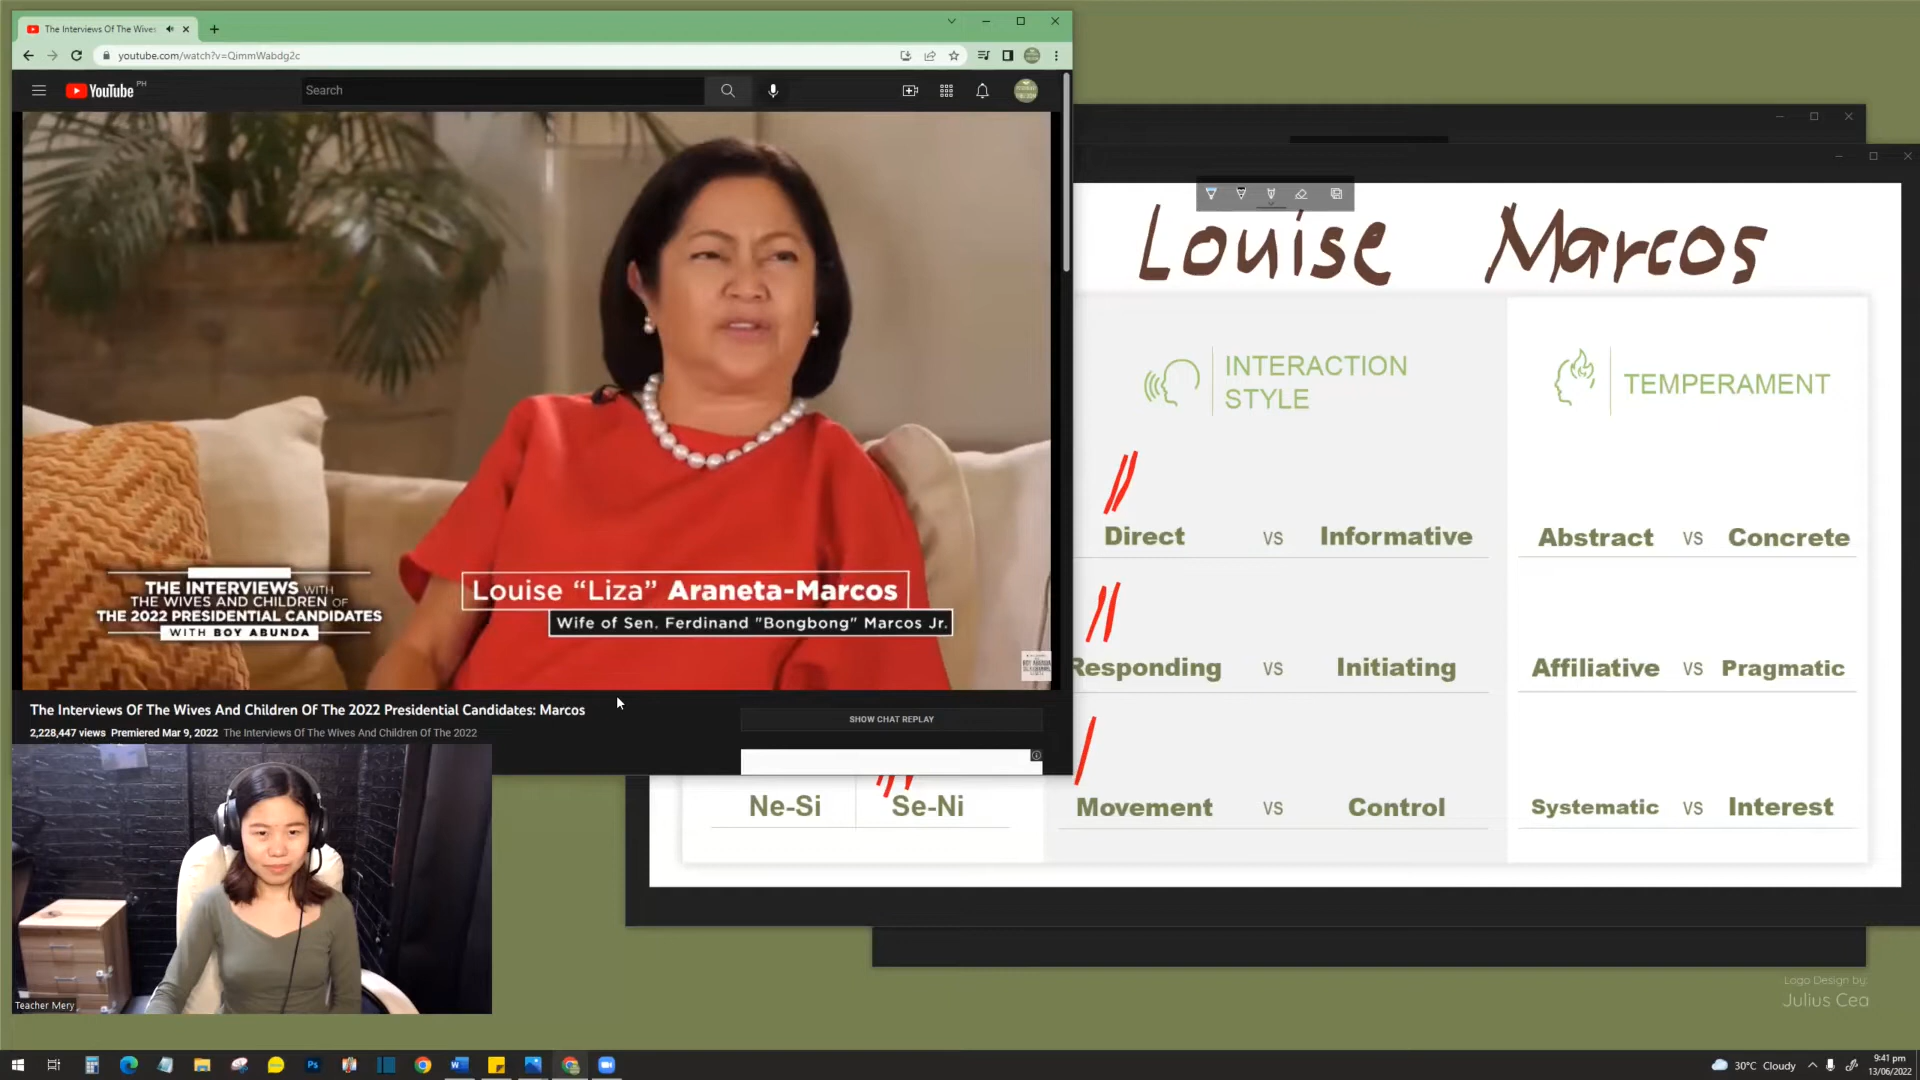 The Interviews Of The Wives
youtube.com/watch?v=QimmWabdg2c
YouTube PH
Search
THE INTERVIEWS WITH
THE WIVES AND CHILDREN OF
THE 2022 PRESIDENTIAL CANDIDATES
WITH BOY ABUNDA
Louise "Liza" Araneta-Marcos
Wife of Sen. Ferdinand "Bongbong" Marcos Jr.
The Interviews Of The Wives And Children Of The 2022 Presidential Candidates: Marcos
2,228,447 views Premiered Mar 9, 2022 The Interviews Of The Wives And Children Of The 2022
SHOW CHAT REPLAY
Louise Marcos
INTERACTION
STYLE
TEMPERAMENT
Direct vs Informative
Abstract vs Concrete
Responding vs Initiating
Affiliative vs Pragmatic
Ne-Si Se-Ni
Movement vs Control
Systematic vs Interest
Teacher Mery
Logo Design by:
Julius Cea
30°C Cloudy
9:41 pm
13/06/2022